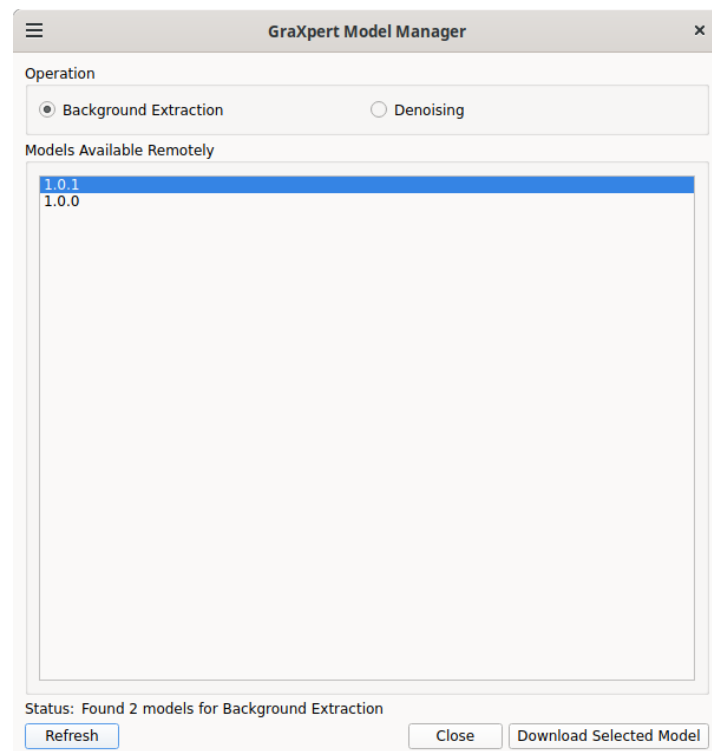 GraXpert Model Manager
Operation
Background Extraction Denoising
Models Available Remotely
1.0.1
1.0.0
Status: Found 2 models for Background Extraction
Refresh Close Download Selected Model